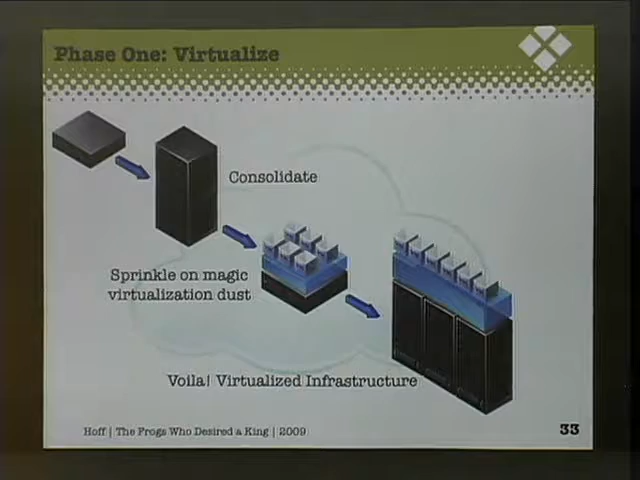 Phase One: Virtualize
Consolidate
Sprinkle on magic
virtualization dust
Voila! Virtualized Infrastructure
Hoff | The Frogs Who Desired a King | 2009
33